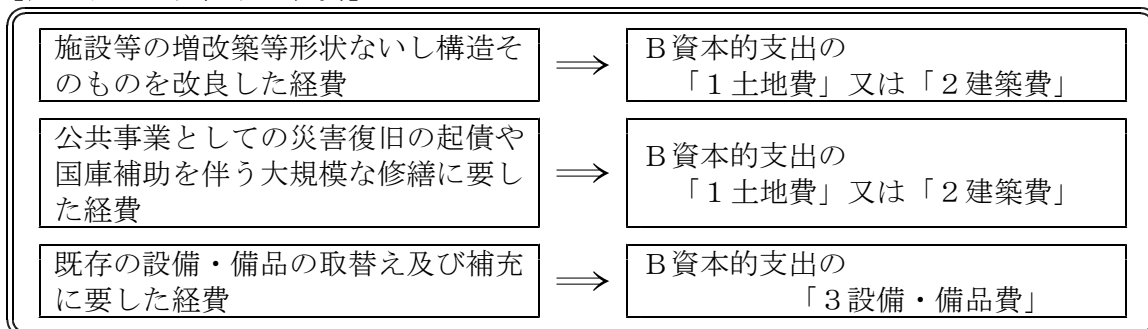 施設等の増改築等形状ないし構造そ
のものを改良した経費
⇒
Ｂ資本的支出の
「１土地費」又は「２建築費」
公共事業としての災害復旧の起債や
国庫補助を伴う大規模な修繕に要し
た経費
⇒
Ｂ資本的支出の
「１土地費」又は「２建築費」
既存の設備・備品の取替え及び補充
に要した経費
⇒
Ｂ資本的支出の
「３設備・備品費」